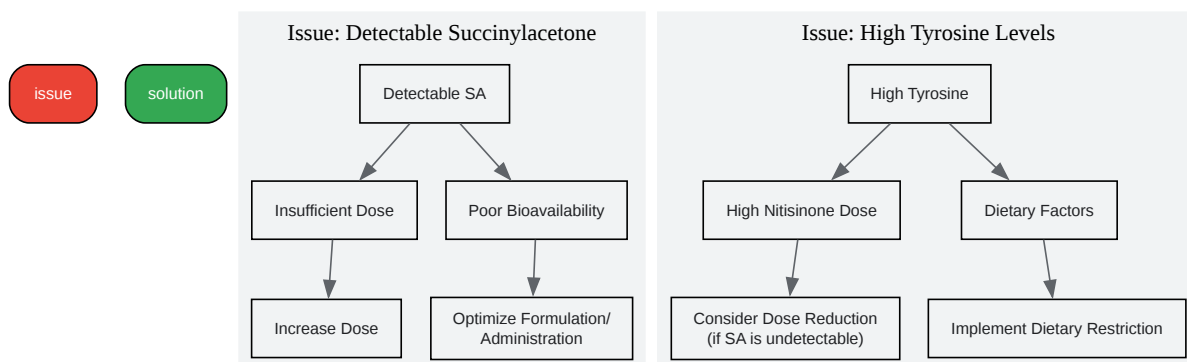 issue
solution
Issue: Detectable Succinylacetone
Detectable SA
Insufficient Dose
Poor Bioavailability
Increase Dose
Optimize Formulation/
Administration
Issue: High Tyrosine Levels
High Tyrosine
High Nitisinone Dose
Dietary Factors
Consider Dose Reduction
(if SA is undetectable)
Implement Dietary Restriction